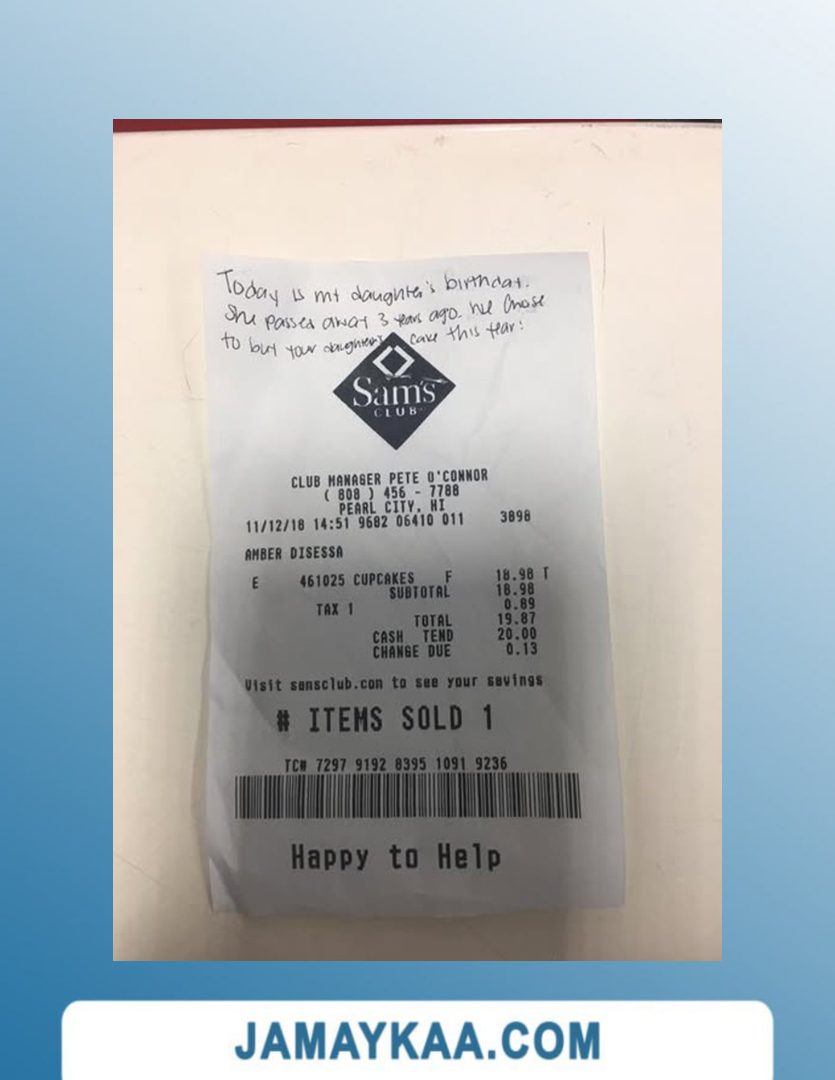 Today is my daughter's birthday.
She passed away 3 years ago. We chose
to buy your daughter's cake this year!
Sam's
CLUB
CLUB MANAGER PETE O'CONNOR
( 808 ) 456 - 7788
PEARL CITY, HI
11/12/18 14:51 9682 06410 011 3898
AMBER DISESSA
E 461025 CUPCAKES F 18.98 T
SUBTOTAL 18.98
TAX 1 0.89
TOTAL 19.87
CASH TEND 20.00
CHANGE DUE 0.13
Visit samsclub.com to see your savings
# ITEMS SOLD 1
TC# 7297 9192 8395 1091 9236
Happy to Help
JAMAYKAA.COM